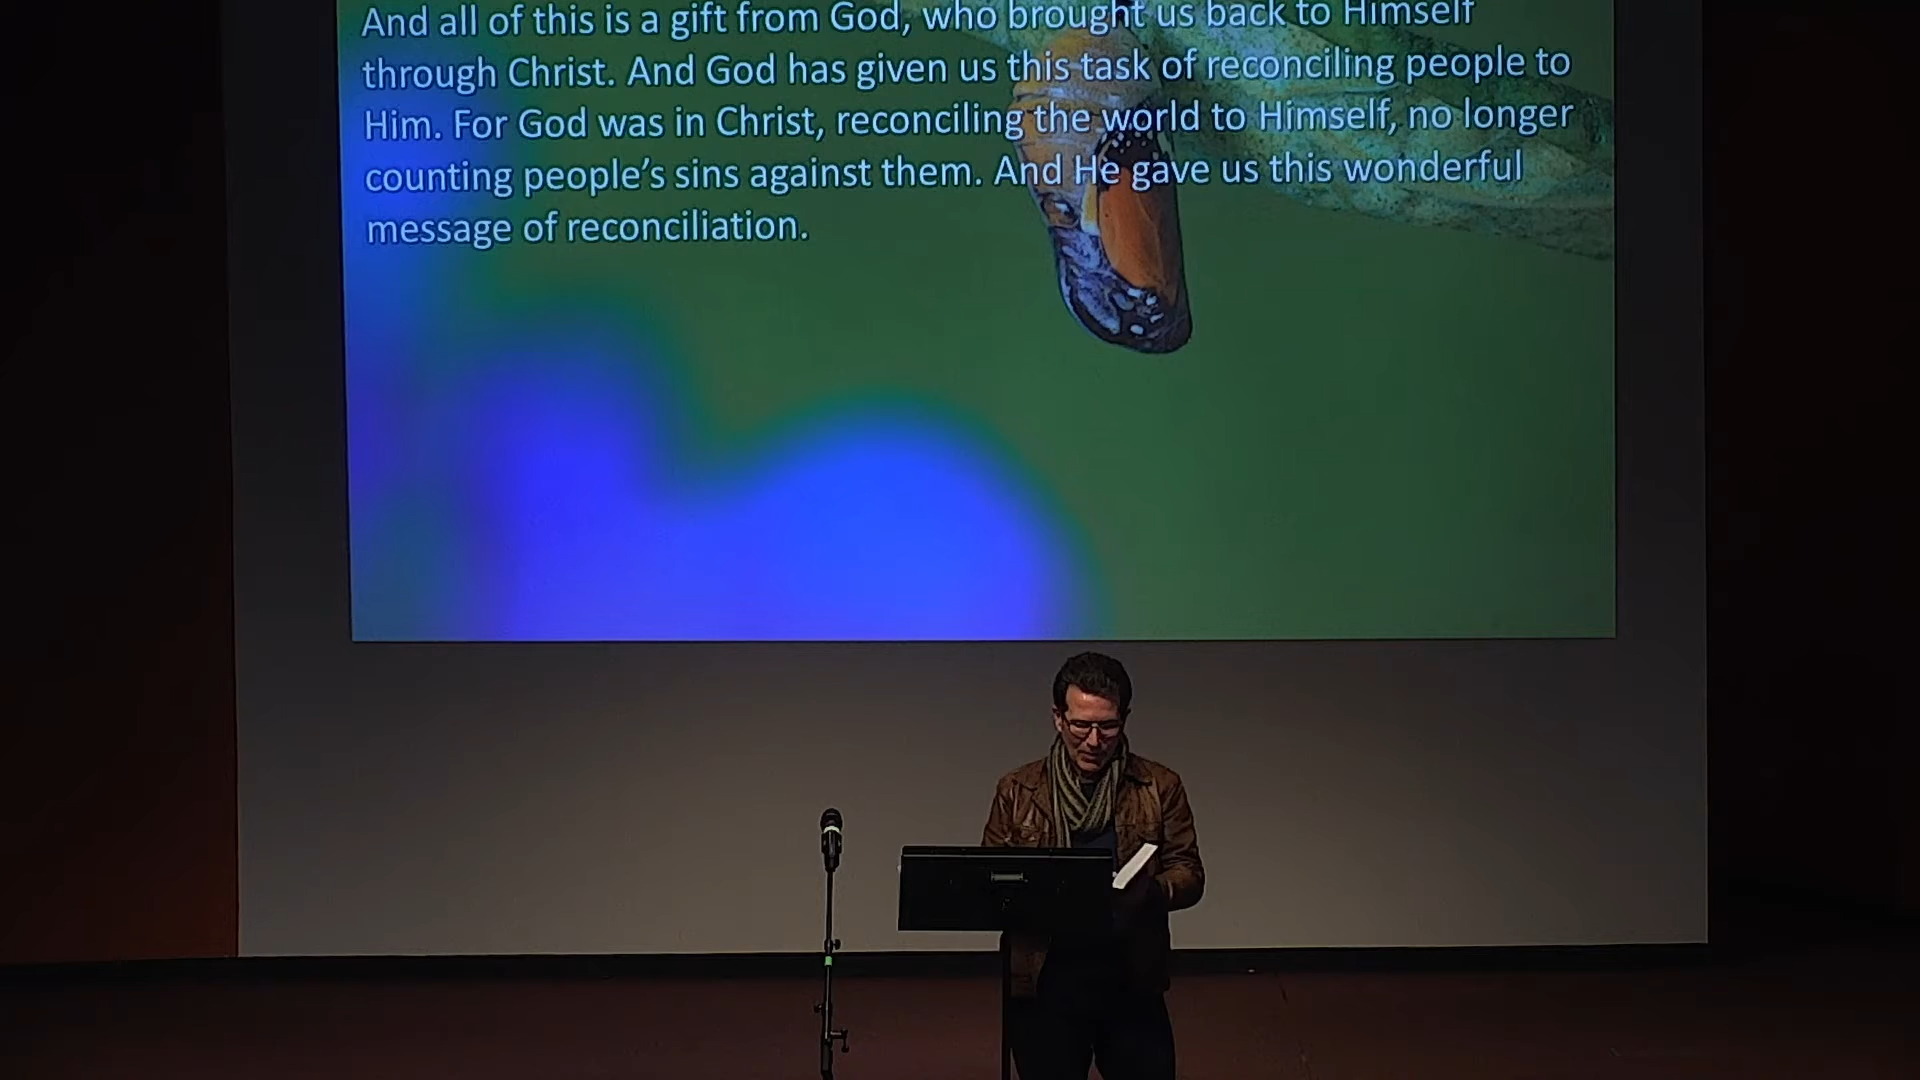 And all of this is a gift from God, who brought us back to Himself
through Christ. And God has given us this task of reconciling people to
Him. For God was in Christ, reconciling the world to Himself, no longer
counting people’s sins against them. And He gave us this wonderful
message of reconciliation.